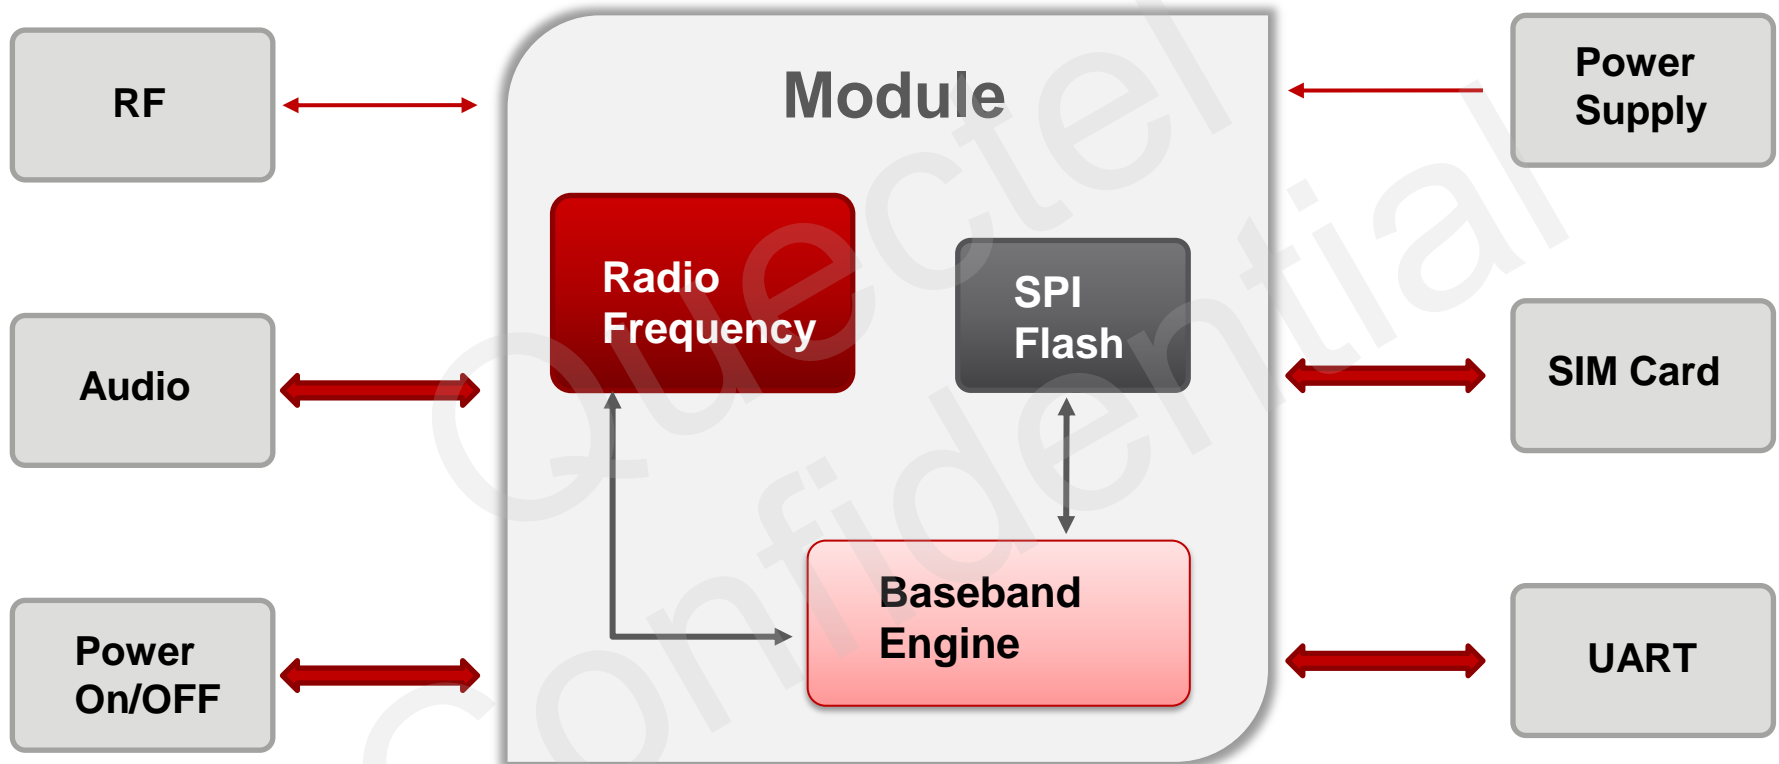 Module
RF
Power
Supply
Radio
Frequency
SPI
Flash
Audio
SIM Card
Baseband
Engine
Power
On/OFF
UART
Quectel
Confidential